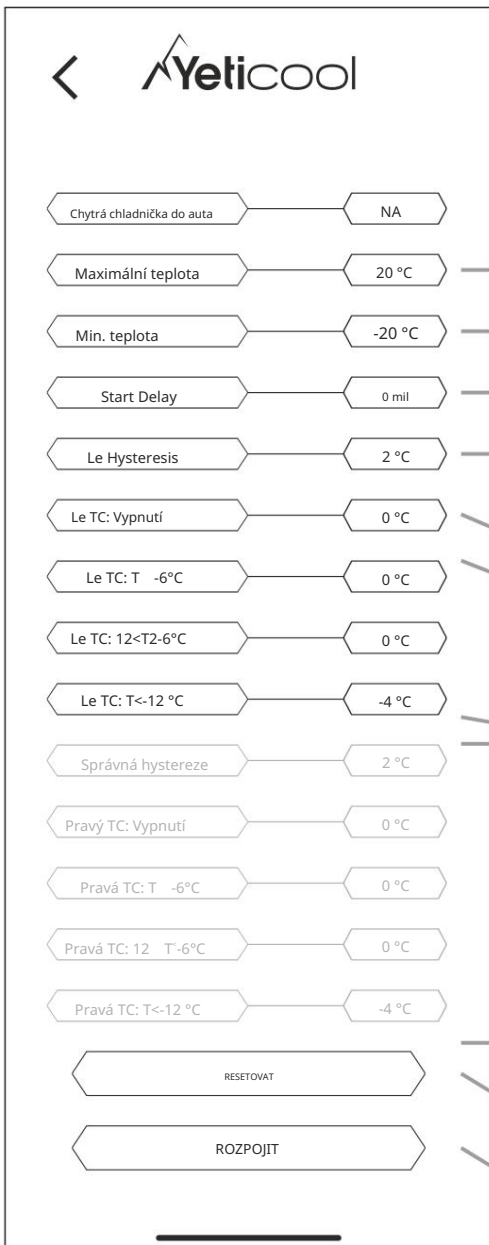 Yeticool
Chytrá chladnička do auta NA
Maximální teplota 20 °C
Min. teplota -20 °C
Start Delay 0 mil
Le Hysteresis 2 °C
Le TC: Vypnutí 0 °C
Le TC: T -6°C 0 °C
Le TC: 12<T2-6°C 0 °C
Le TC: T<-12 °C -4 °C
Správná hystereze 2 °C
Pravý TC: Vypnutí 0 °C
Pravá TC: T -6°C 0 °C
Pravá TC: 12 T -6°C 0 °C
Pravá TC: T<-12 °C -4 °C
RESETOVAT
ROZPOJIT